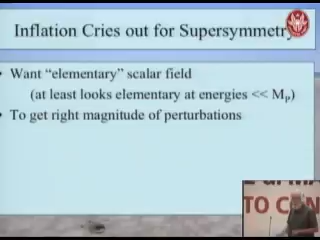 Inflation Cries out for Supersymmetry
• Want “elementary” scalar field
(at least looks elementary at energies << Mₚ)
• To get right magnitude of perturbations
TO CON